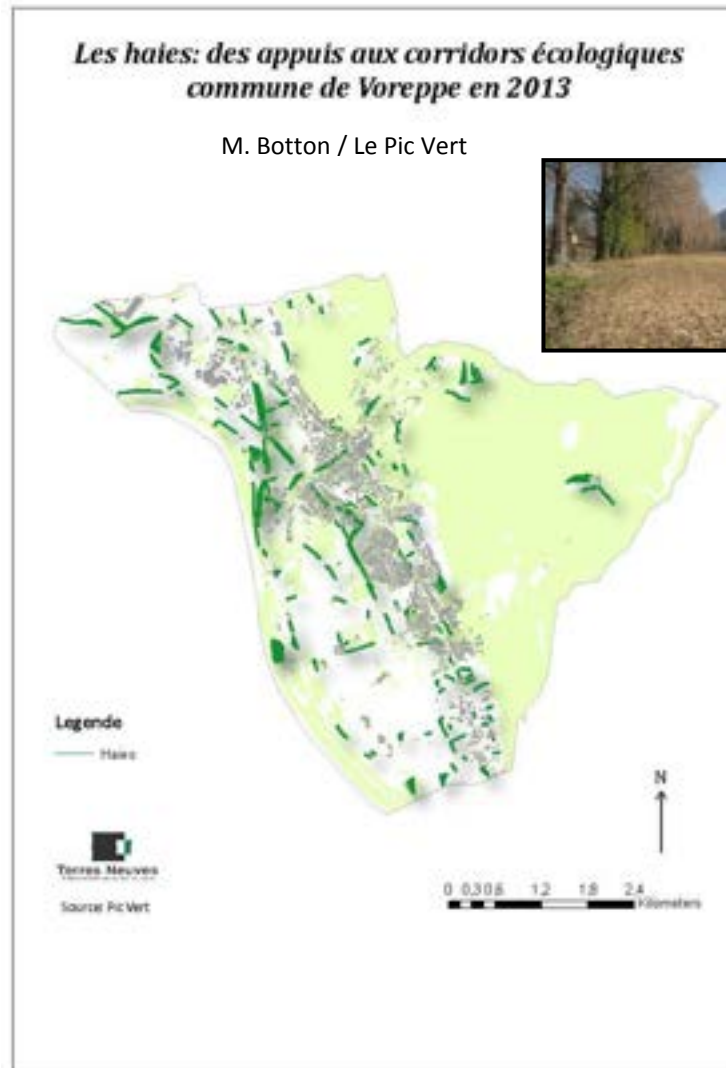 Les haies: des appuis aux corridors écologiques
commune de Voreppe en 2013
M. Botton / Le Pic Vert
Legende
Haies
N
Terres Neuves
Source: Pic Vert
0 0,30,6 1,2 1,8 2,4
Kilometers